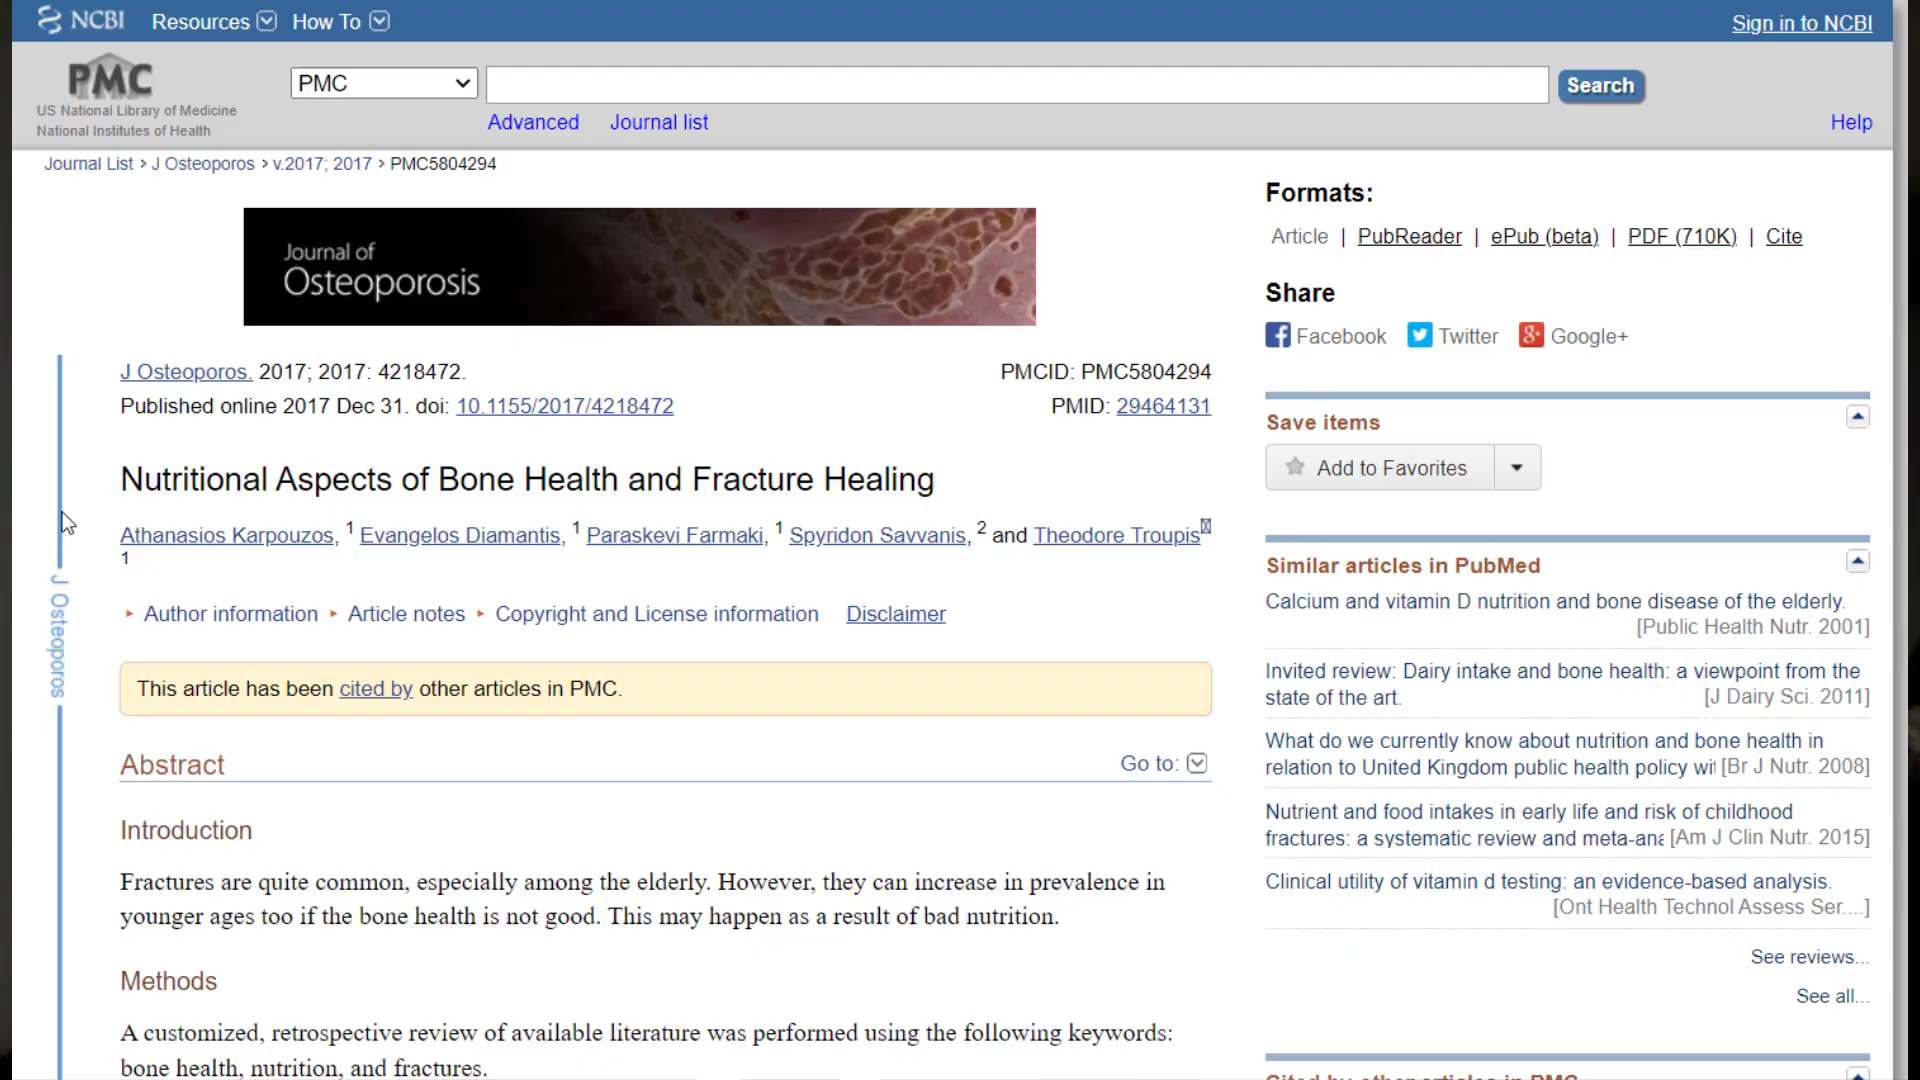 NCBI Resources How To Sign in to NCBI
PMC
US National Library of Medicine
National Institutes of Health
PMC
Search
Advanced Journal list
Help
Journal List > J Osteoporos > v.2017; 2017 > PMC5804294
Journal of
Osteoporosis
J Osteoporos. 2017; 2017: 4218472. PMCID: PMC5804294
Published online 2017 Dec 31. doi: 10.1155/2017/4218472 PMID: 29464131
Nutritional Aspects of Bone Health and Fracture Healing
Athanasios Karpouzos, 1 Evangelos Diamantis, 1 Paraskevi Farmaki, 1 Spyridon Savvanis, 2 and Theodore Troupis
1
Author information Article notes Copyright and License information Disclaimer
This article has been cited by other articles in PMC.
Abstract Go to:
Introduction
Fractures are quite common, especially among the elderly. However, they can increase in prevalence in
younger ages too if the bone health is not good. This may happen as a result of bad nutrition.
Methods
A customized, retrospective review of available literature was performed using the following keywords:
bone health, nutrition, and fractures.
J Osteoporos
Formats:
Article | PubReader | ePub (beta) | PDF (710K) | Cite
Share
Facebook Twitter Google+
Save items
Add to Favorites
Similar articles in PubMed
Calcium and vitamin D nutrition and bone disease of the elderly.
[Public Health Nutr. 2001]
Invited review: Dairy intake and bone health: a viewpoint from the
state of the art. [J Dairy Sci. 2011]
What do we currently know about nutrition and bone health in
relation to United Kingdom public health policy wi [Br J Nutr. 2008]
Nutrient and food intakes in early life and risk of childhood
fractures: a systematic review and meta-ana [Am J Clin Nutr. 2015]
Clinical utility of vitamin d testing: an evidence-based analysis.
[Ont Health Technol Assess Ser....]
See reviews...
See all...
Cited by other articles in PMC